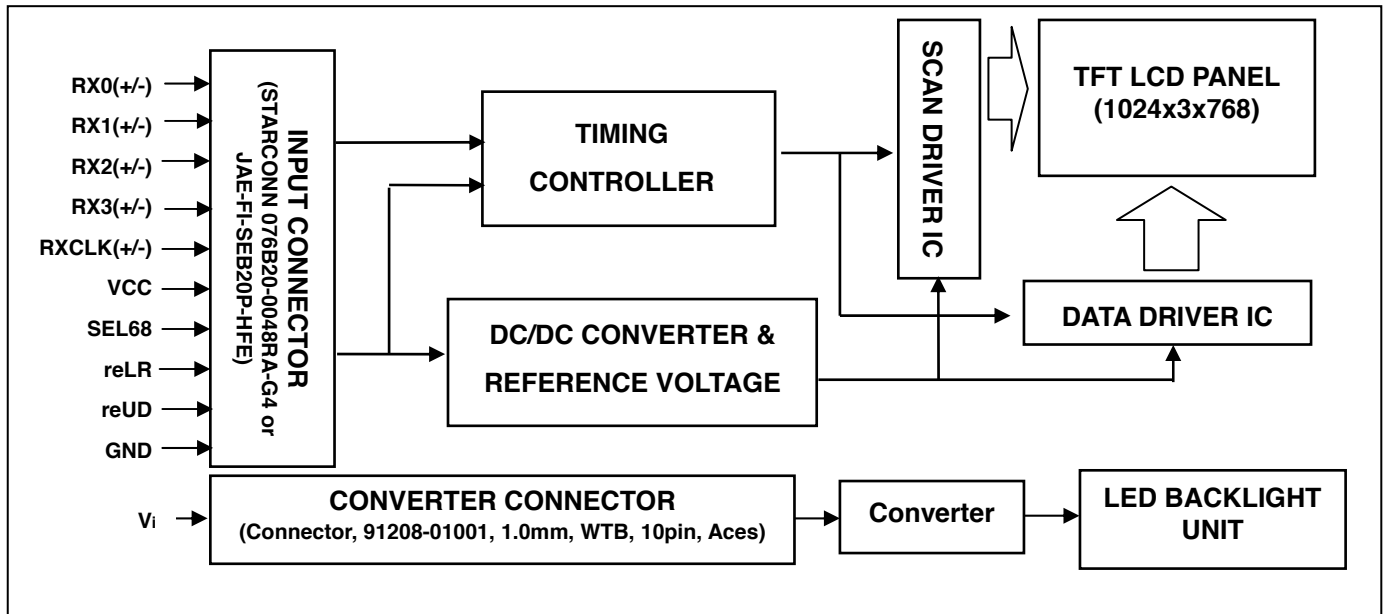 RX0(+/-)
RX1(+/-)
RX2(+/-)
RX3(+/-)
RXCLK(+/-)
VCC
SEL68
reLR
reUD
GND
INPUT CONNECTOR
(STARCONN 076B20-0048RA-G4 or
JAE-FI-SEB20P-HFE)
TIMING
CONTROLLER
DC/DC CONVERTER &
REFERENCE VOLTAGE
SCAN DRIVER IC
TFT LCD PANEL
(1024x3x768)
DATA DRIVER IC
Vi
CONVERTER CONNECTOR
(Connector, 91208-01001, 1.0mm, WTB, 10pin, Aces)
Converter
LED BACKLIGHT
UNIT